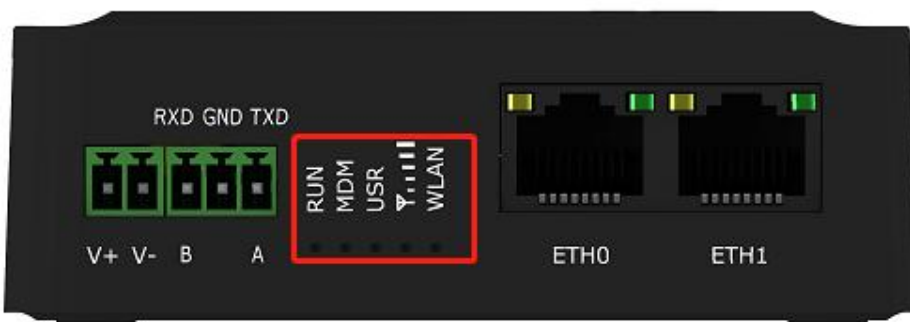 RXD GND TXD
RUN
MDM
USR
WLAN
V+ V- B A
ETH0
ETH1